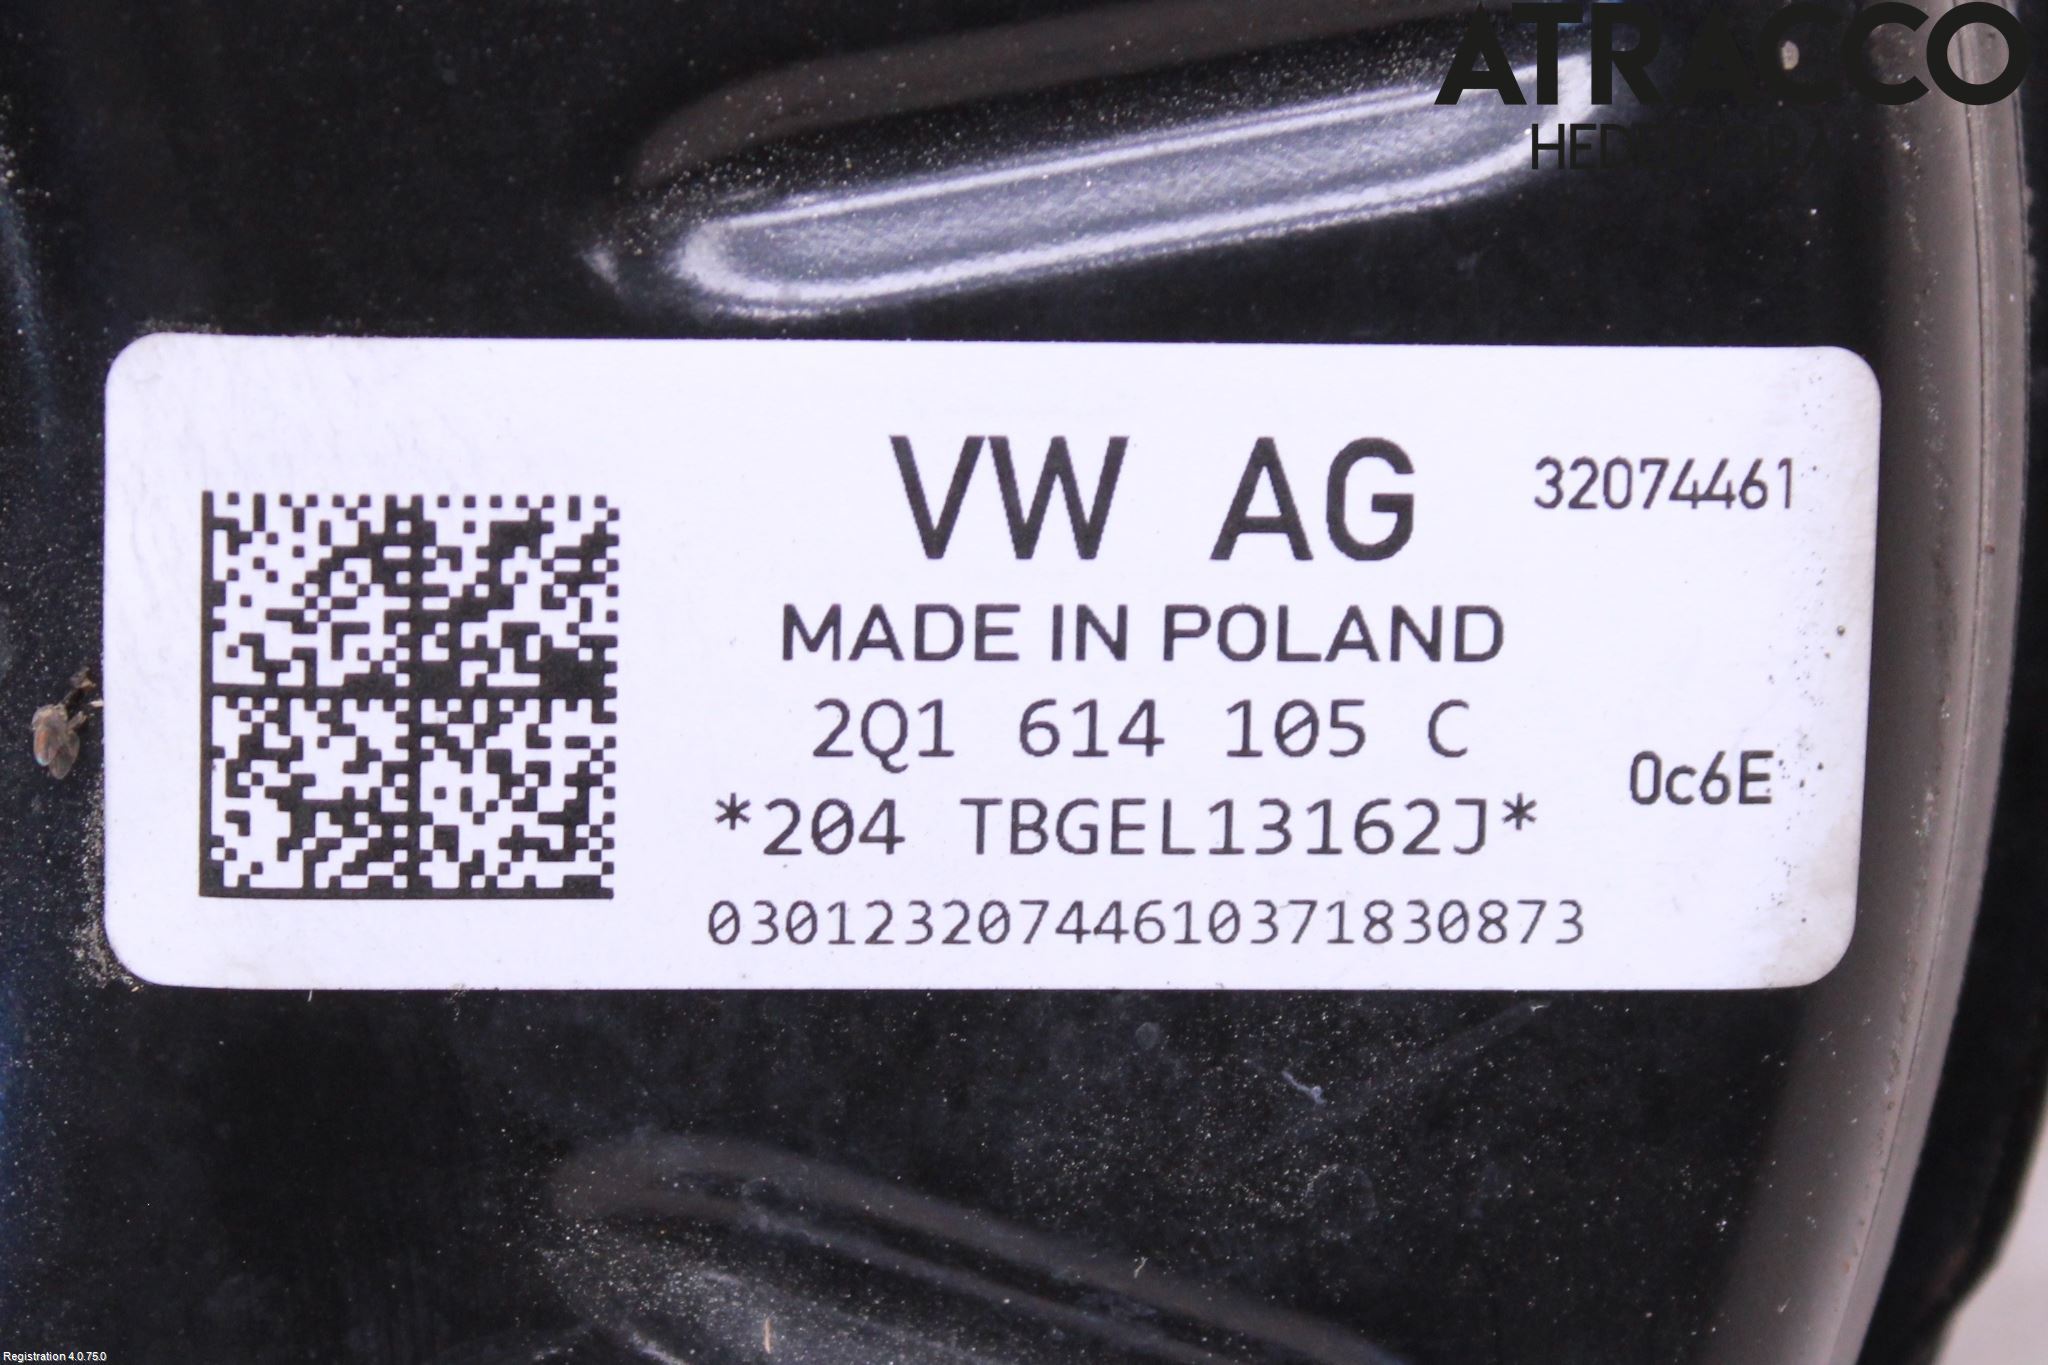 ATRACCO
VW AG
32074461
MADE IN POLAND
2Q1 614 105 C
0c6E
*204 TBGEL13162J*
03012320744610371830873
Registration 4.0.75.0